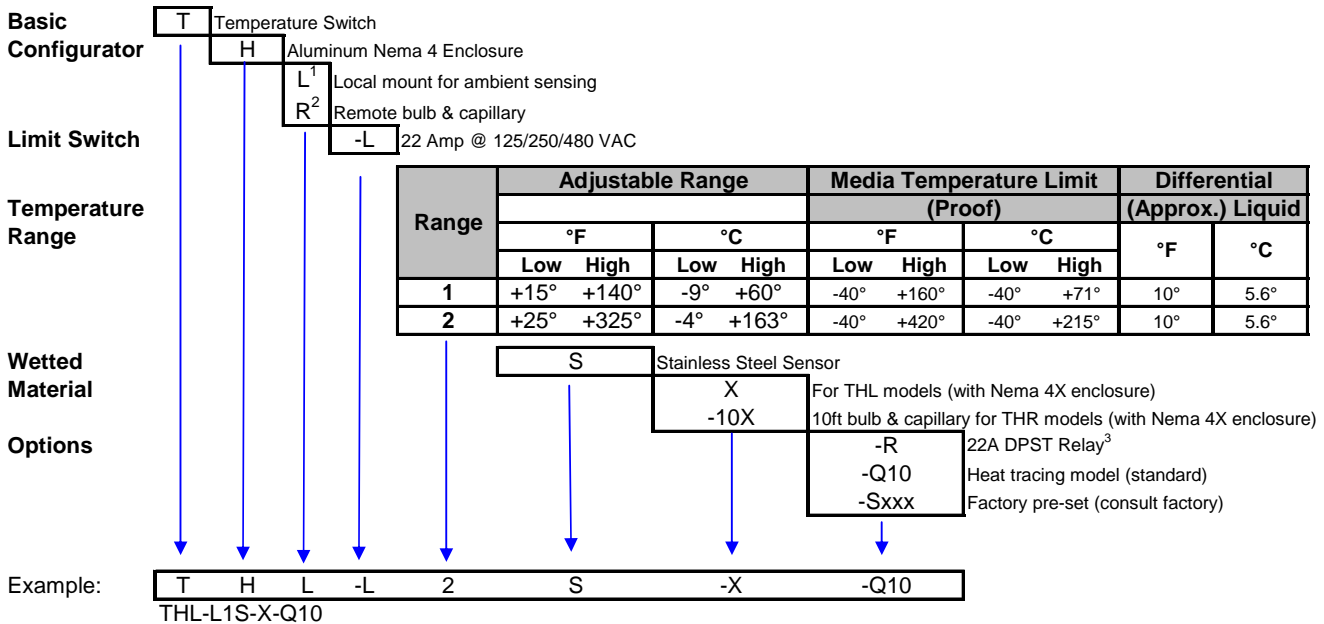 Basic T Temperature Switch
Configurator H Aluminum Nema 4 Enclosure
L1 Local mount for ambient sensing
R2 Remote bulb & capillary
Limit Switch -L 22 Amp @ 125/250/480 VAC
Adjustable Range Media Temperature Limit Differential
Temperature Range (Proof) (Approx.) Liquid
Range °F °C °F °C °F °C
Low High Low High Low High Low High
1 +15° +140° -9° +60° -40° +160° -40° +71° 10° 5.6°
2 +25° +325° -4° +163° -40° +420° -40° +215° 10° 5.6°
Wetted S Stainless Steel Sensor
Material X For THL models (with Nema 4X enclosure)
-10X 10ft bulb & capillary for THR models (with Nema 4X enclosure)
Options -R 22A DPST Relay3
-Q10 Heat tracing model (standard)
-Sxxx Factory pre-set (consult factory)
Example: T H L -L 2 S -X -Q10
THL-L1S-X-Q10